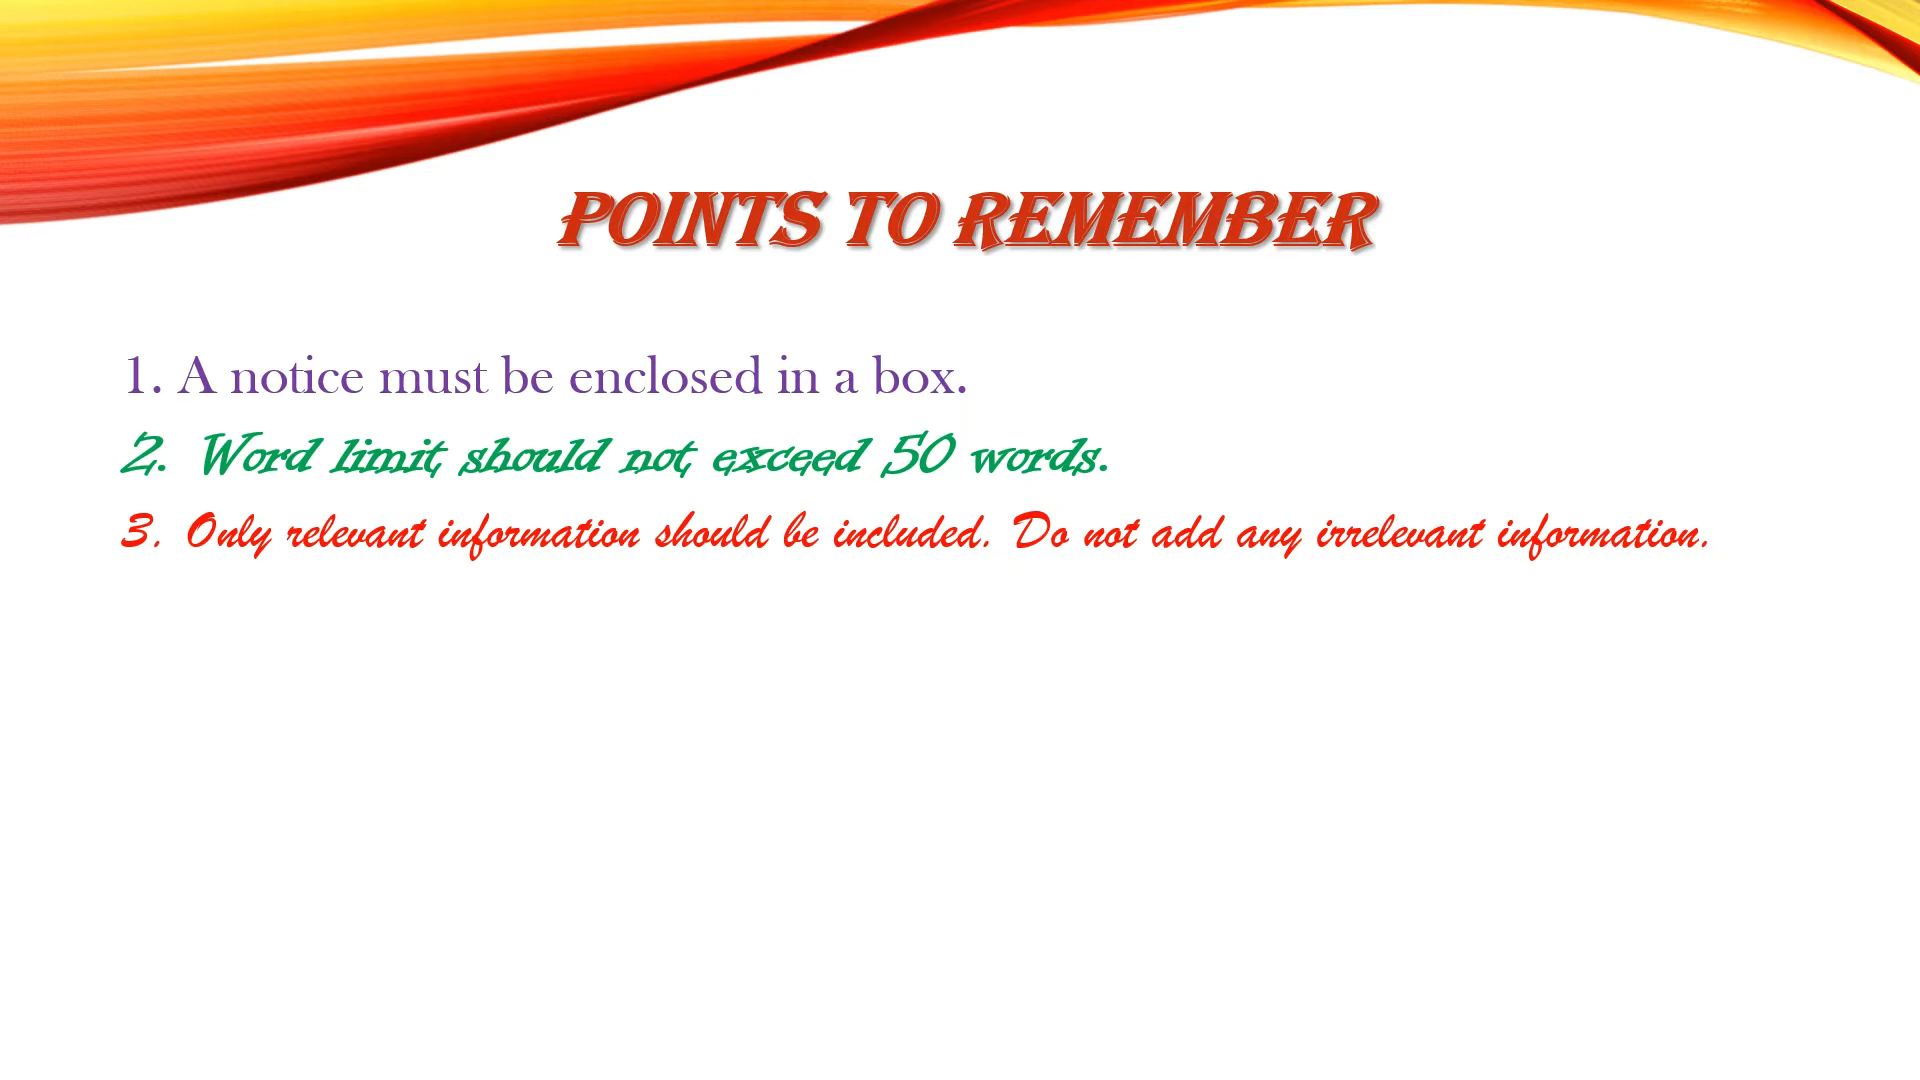 POINTS TO REMEMBER
1. A notice must be enclosed in a box.
2. Word limit should not exceed 50 words.
3. Only relevant information should be included. Do not add any irrelevant information.